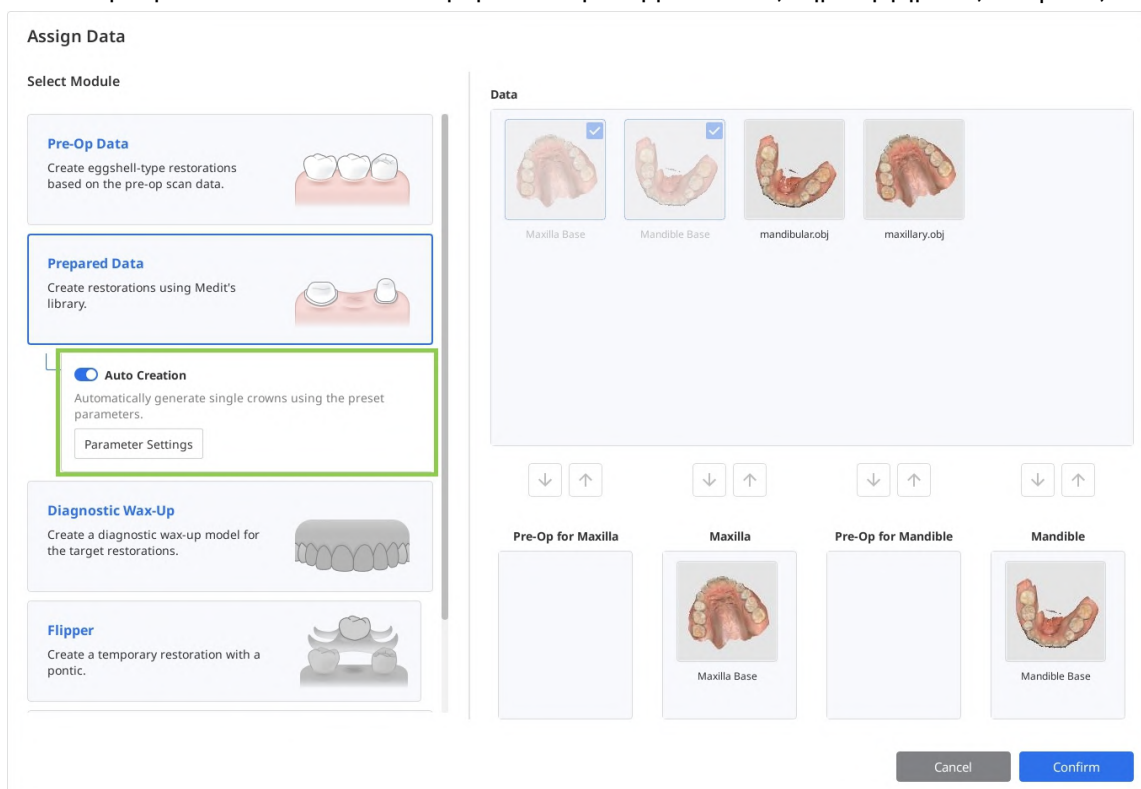 Assign Data
Select Module
Pre-Op Data
Create eggshell-type restorations
based on the pre-op scan data.
Prepared Data
Create restorations using Medit's
library.
Auto Creation
Automatically generate single crowns using the preset
parameters.
Parameter Settings
Diagnostic Wax-Up
Create a diagnostic wax-up model for
the target restorations.
Flipper
Create a temporary restoration with a
pontic.
Data
Maxilla Base
Mandible Base
mandibular.obj
maxillary.obj
Pre-Op for Maxilla
Maxilla
Pre-Op for Mandible
Mandible
Maxilla Base
Mandible Base
Cancel
Confirm